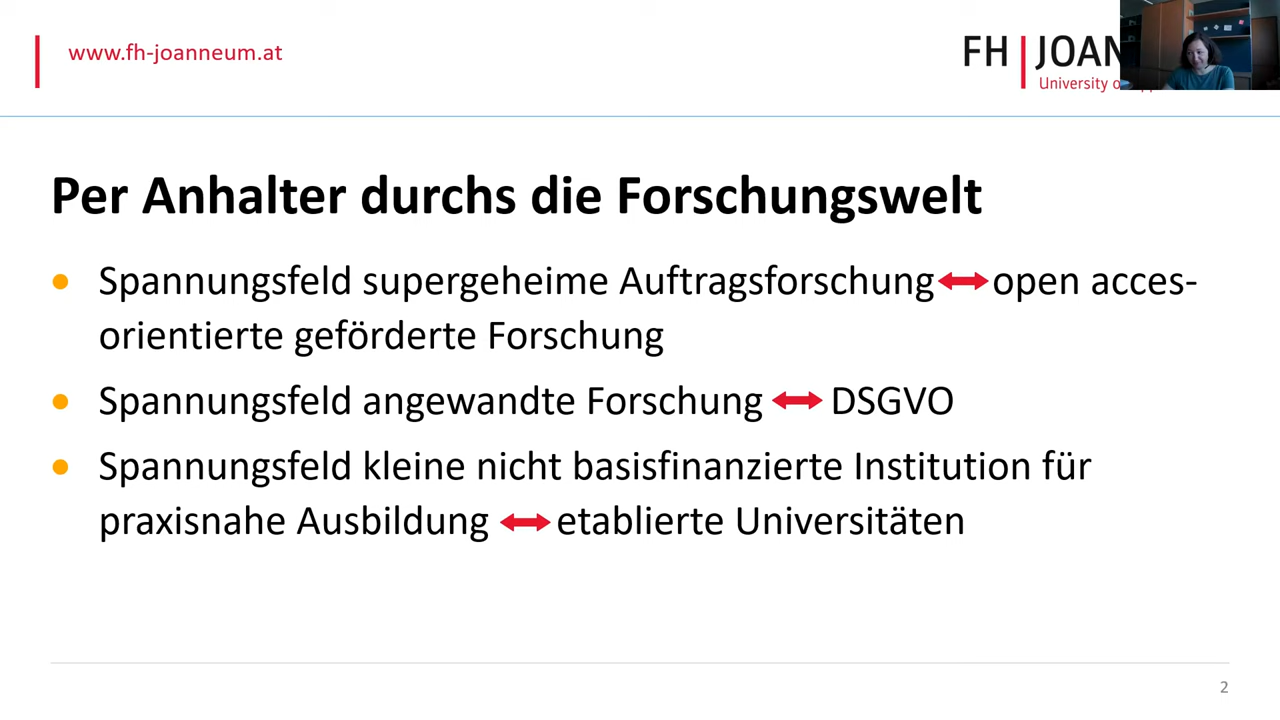 www.fh-joanneum.at
FH JOAN
University o
Per Anhalter durchs die Forschungswelt
Spannungsfeld supergeheime Auftragsforschung open acces-
orientierte geförderte Forschung
Spannungsfeld angewandte Forschung DSGVO
Spannungsfeld kleine nicht basisfinanzierte Institution für
praxisnahe Ausbildung etablierte Universitäten
2